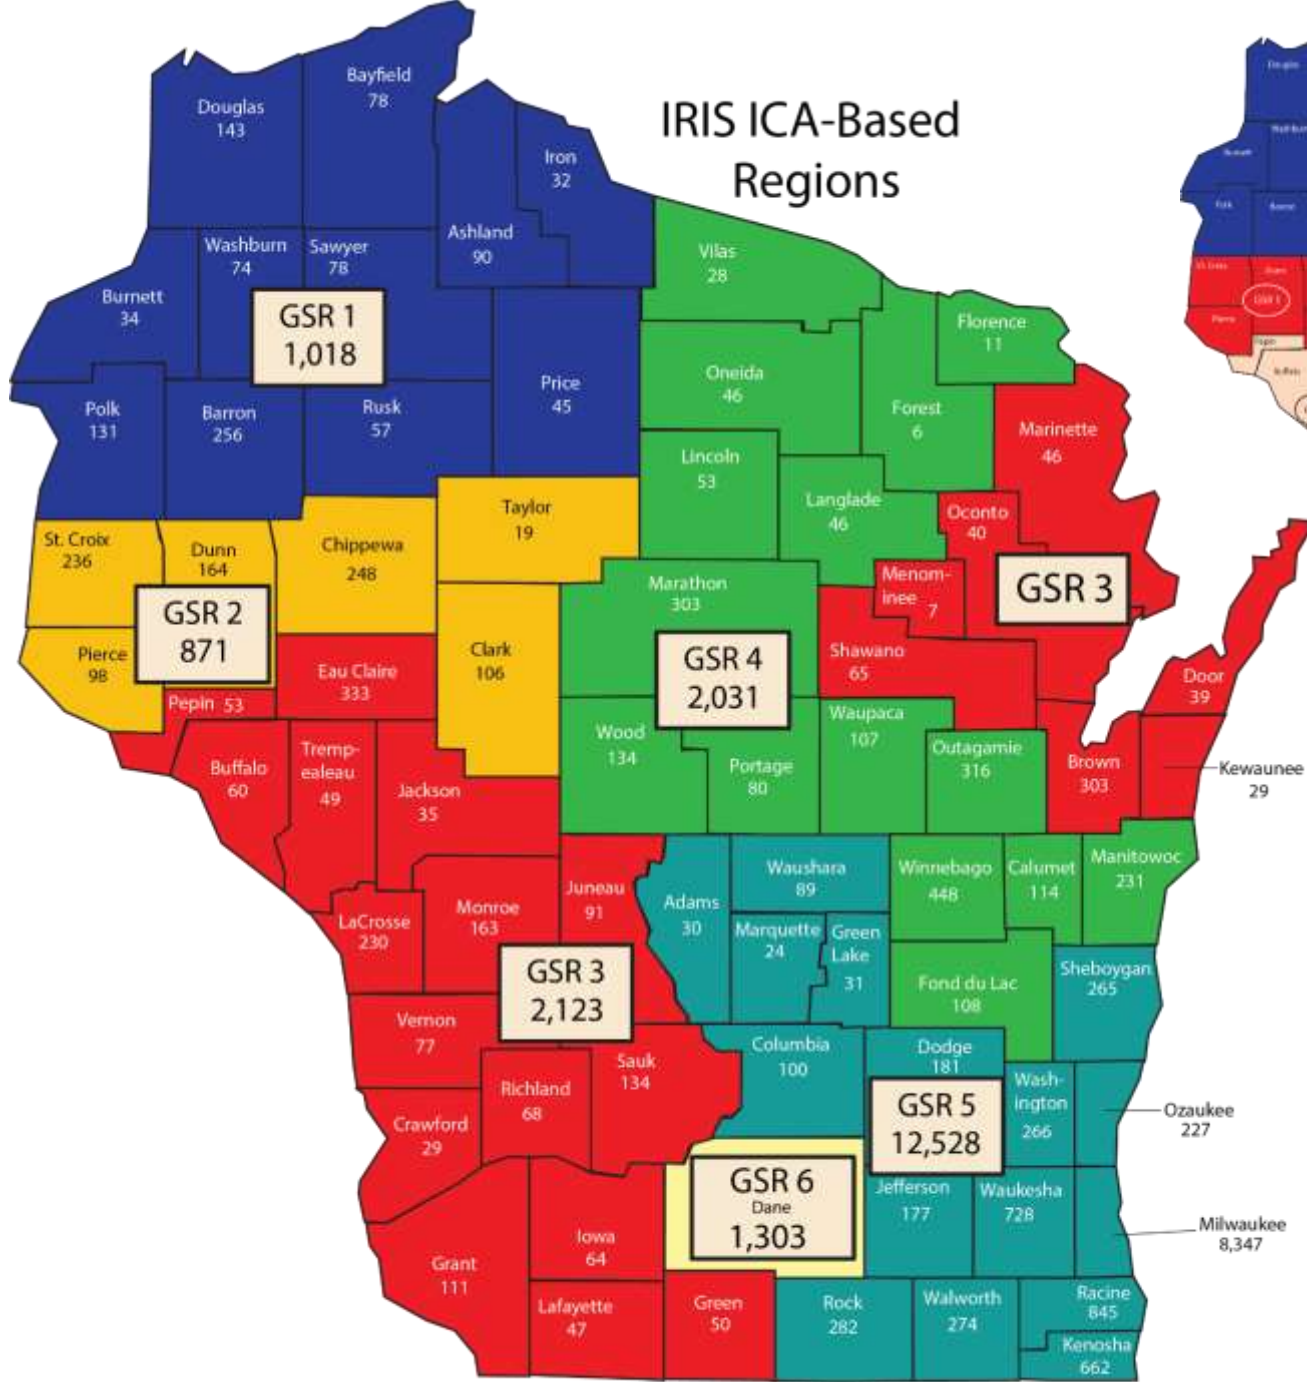 IRIS ICA-Based
Regions
Douglas
143
Bayfield
78
Iron
32
Ashland
90
Washburn
74
Sawyer
78
Burnett
34
GSR 1
1,018
Polk
131
Barron
256
Rusk
57
Price
45
Vilas
28
Florence
11
Oneida
46
Forest
6
Marinette
46
Lincoln
53
Langlade
46
Oconto
40
Taylor
19
St. Croix
236
Dunn
164
Chippewa
248
GSR 2
871
Marathon
303
Menom-
inee 7
GSR 3
Pierce
98
Eau Claire
333
Clark
106
GSR 4
2,031
Shawano
65
Door
39
Pepin 53
Wood
134
Portage
80
Waupaca
107
Outagamie
316
Brown
303
Kewaunee
29
Buffalo
60
Tremp-
ealeau
49
Jackson
35
Juneau
91
Adams
30
Waushara
89
Winnebago
448
Calumet
114
Manitowoc
231
LaCrosse
230
Monroe
163
Marquette
24
Green
Lake
31
Fond du Lac
108
Sheboygan
265
GSR 3
2,123
Vernon
77
Richland
68
Sauk
134
Columbia
100
Dodge
181
GSR 5
12,528
Wash-
ington
266
Ozaukee
227
Crawford
29
GSR 6
Dane
1,303
Jefferson
177
Waukesha
728
Milwaukee
8,347
Grant
111
Iowa
64
Lafayette
47
Green
50
Rock
282
Walworth
274
Racine
845
Kenosha
662
Douglas
Burnett
Polk
Barron
Pierce
Buffalo